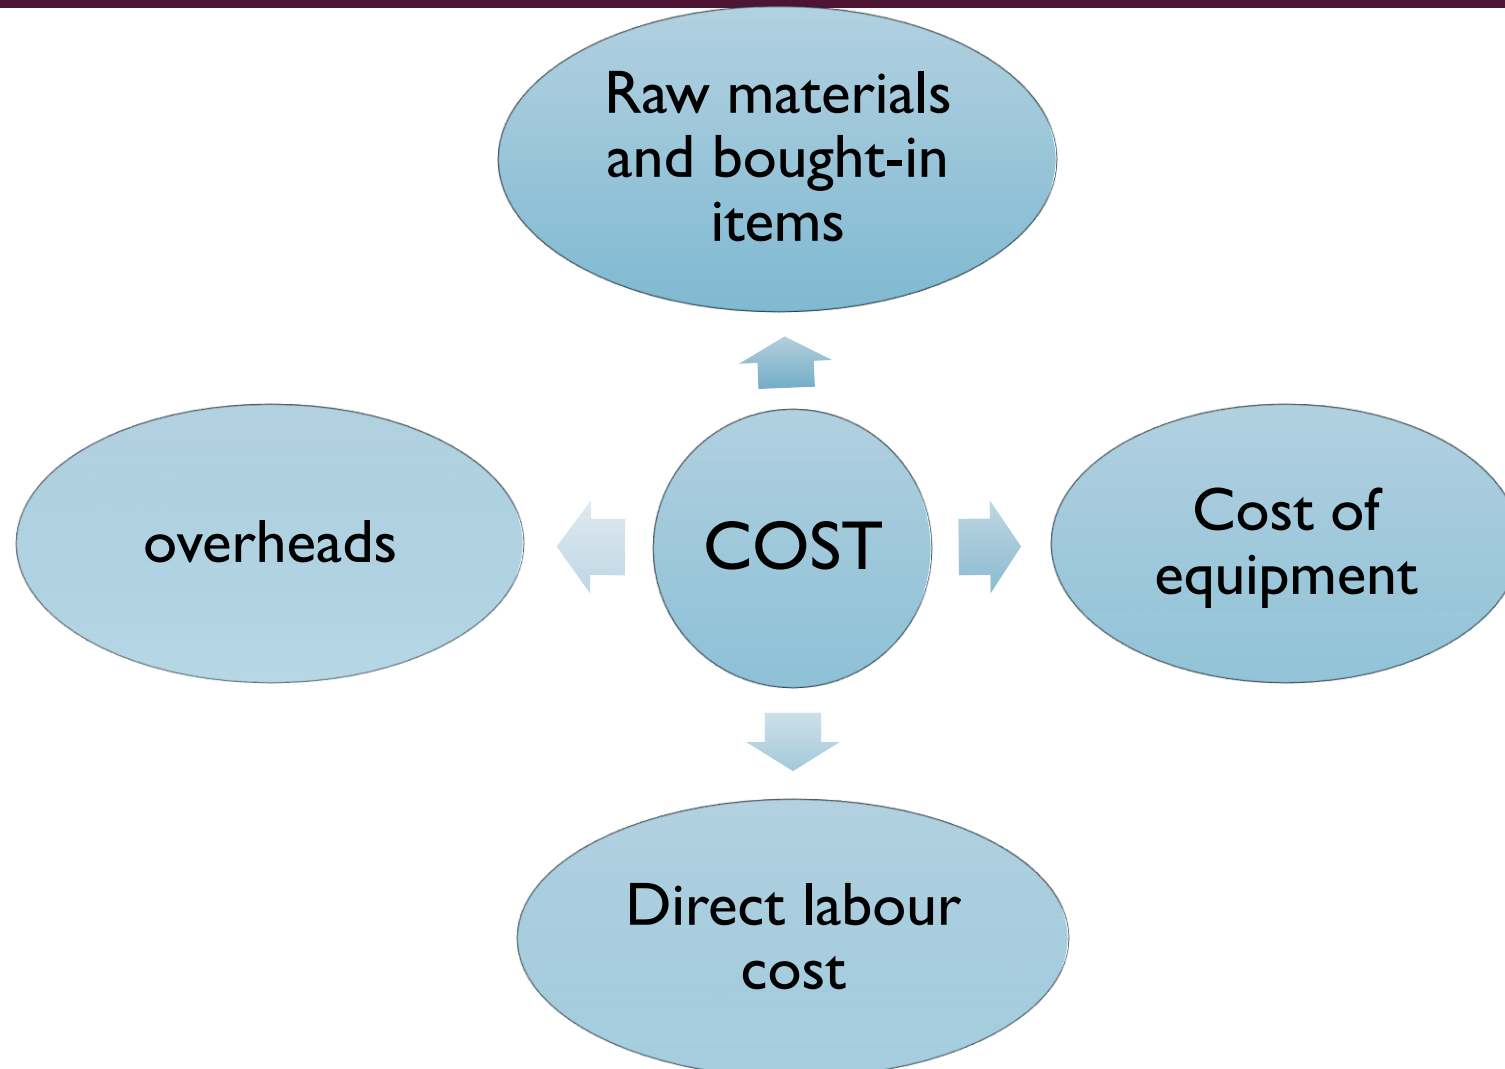 Raw materials
and bought-in
items
overheads
COST
Cost of
equipment
Direct labour
cost